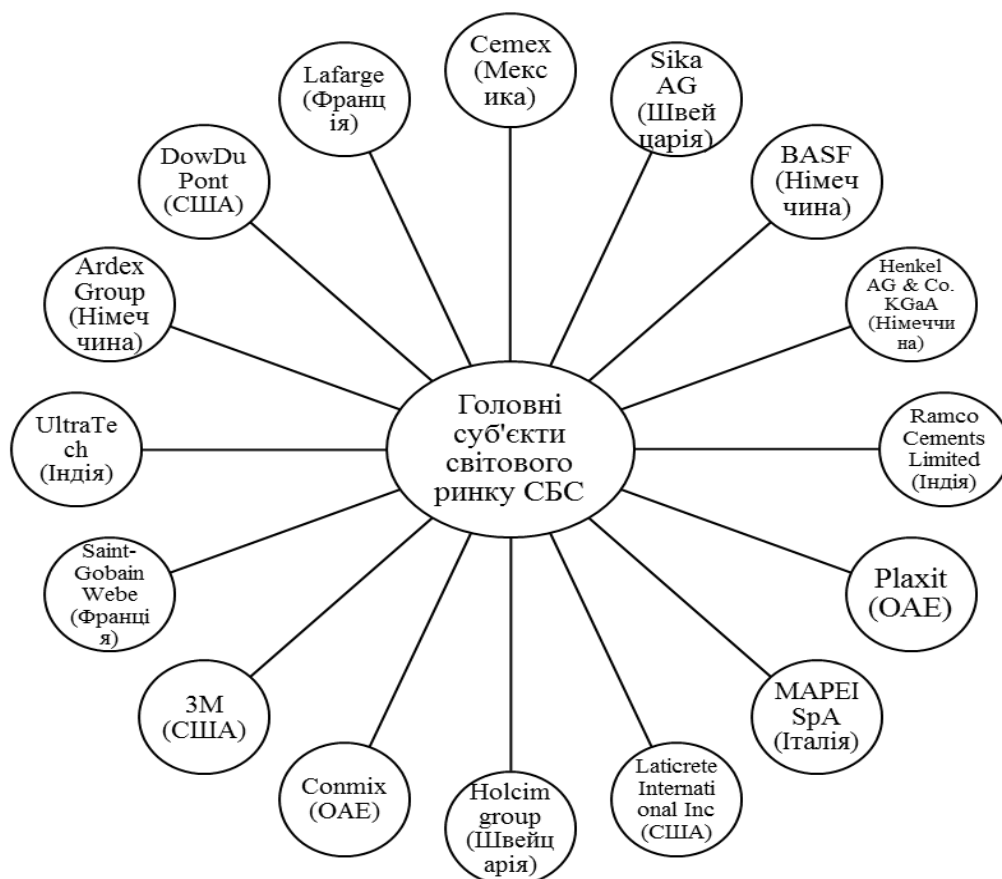 Cemex
(Мекс
ика)
Sika
AG
(Швей
царія)
BASF
(Німеч
чина)
Henkel
AG & Co.
KGaA
(Німеччи
на)
Ramco
Cements
Limited
(Індія)
Plaxit
(ОАЕ)
MAPEI
SpA
(Італія)
Laticrete
Internati
onal Inc
(США)
Holcim
group
(Швейц
арія)
Conmix
(ОАЕ)
3M
(США)
Saint-
Gobain
Webe
(Франці
я)
UltraTe
ch
(Індія)
Ardex
Group
(Німеч
чина)
DowDu
Pont
(США)
Lafarge
(Франц
ія)
Головні
суб'єкти
світового
ринку СБС